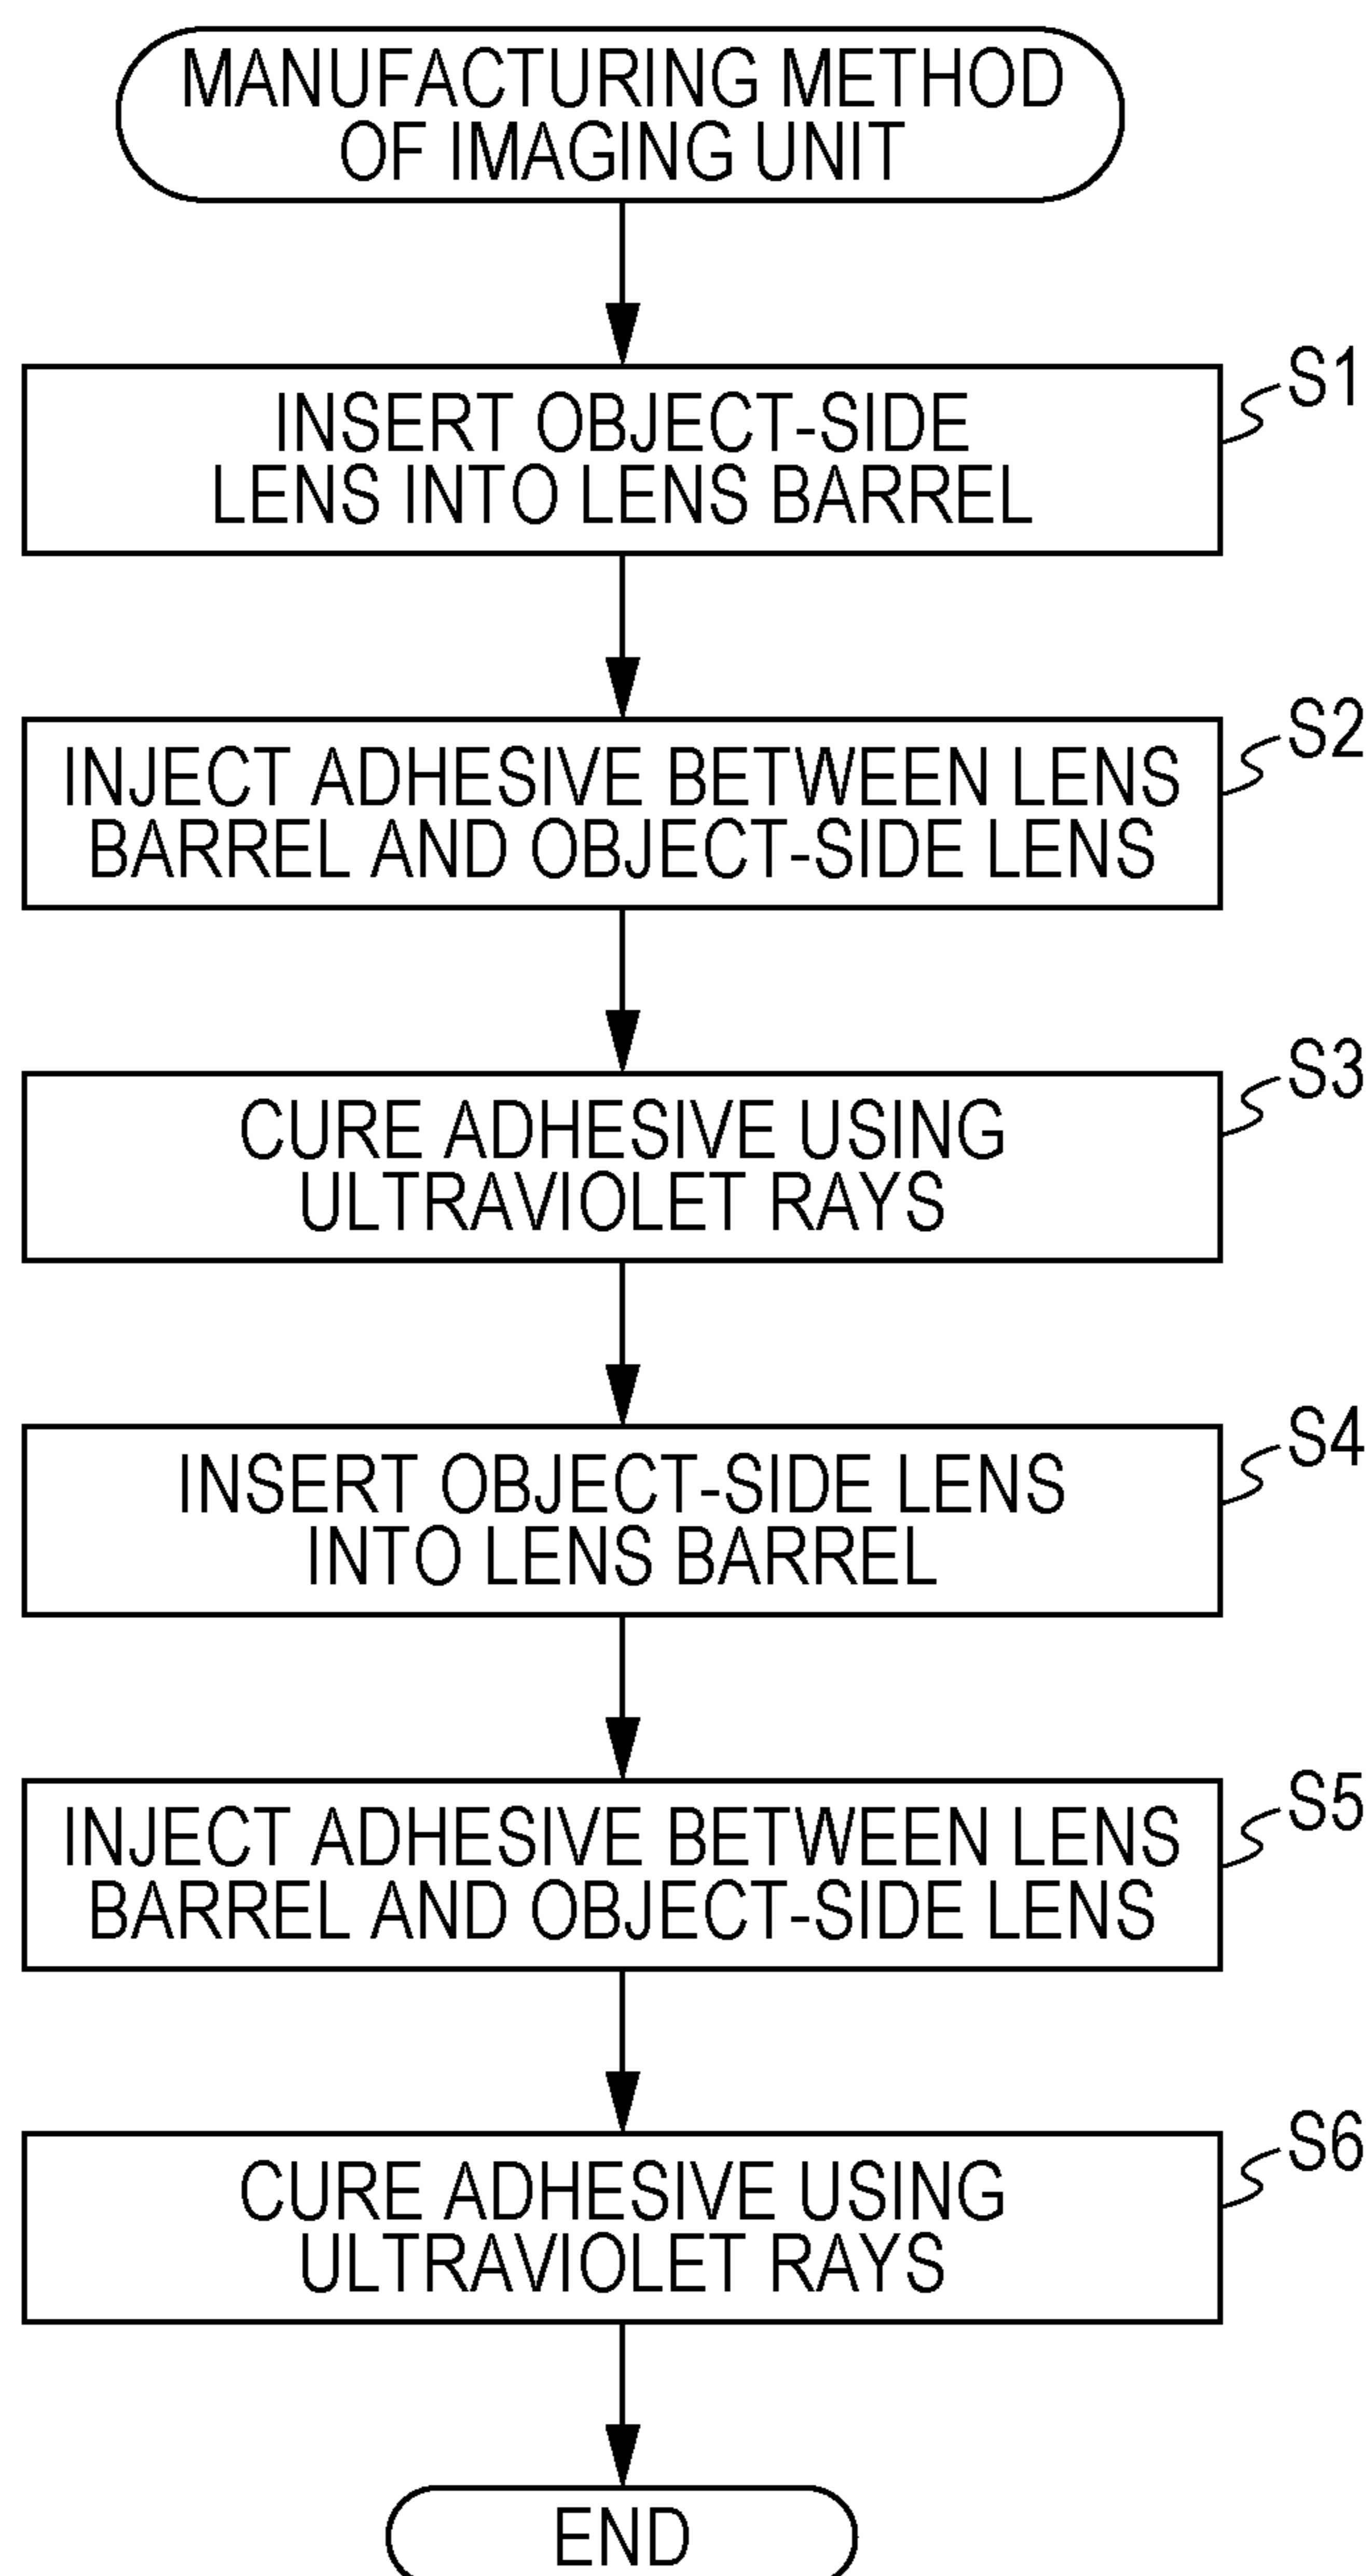 MANUFACTURING METHOD
OF IMAGING UNIT
INSERT OBJECT-SIDE
LENS INTO LENS BARREL
S1
INJECT ADHESIVE BETWEEN LENS
BARREL AND OBJECT-SIDE LENS
S2
CURE ADHESIVE USING
ULTRAVIOLET RAYS
S3
INSERT OBJECT-SIDE LENS
INTO LENS BARREL
S4
INJECT ADHESIVE BETWEEN LENS
BARREL AND OBJECT-SIDE LENS
S5
CURE ADHESIVE USING
ULTRAVIOLET RAYS
S6
END